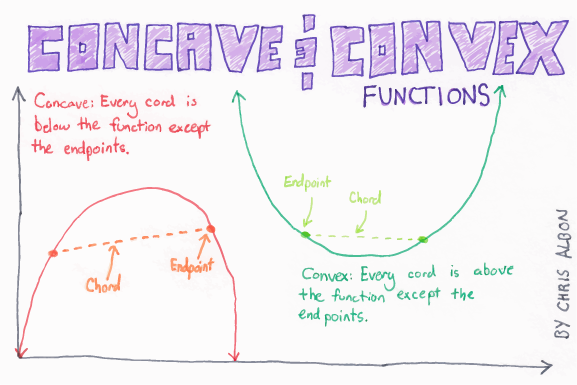 CONCAVE & CONVEX
FUNCTIONS
Concave: Every cord is
below the function except
the endpoints.
Endpoint
Chord
Endpoint
Chord
Convex: Every cord is above
the function except the
endpoints.
BY CHRIS ALBON